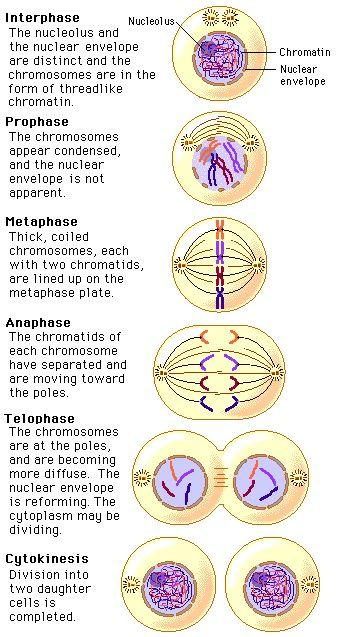 Interphase
Nucleolus
The nucleolus and
the nuclear envelope
are distinct and the
chromosomes are in the
form of threadlike
chromatin.
Chromatin
Nuclear
envelope
Prophase
The chromosomes
appear condensed,
and the nuclear
envelope is not
apparent.
Metaphase
Thick, coiled
chromosomes, each
with two chromatids,
are lined up on the
metaphase plate.
Anaphase
The chromatids of
each chromosome
have separated and
are moving toward
the poles.
Telophase
The chromosomes
are at the poles,
and are becoming
more diffuse. The
nuclear envelope
is reforming. The
cytoplasm may be
dividing.
Cytokinesis
Division into
two daughter
cells is
completed.